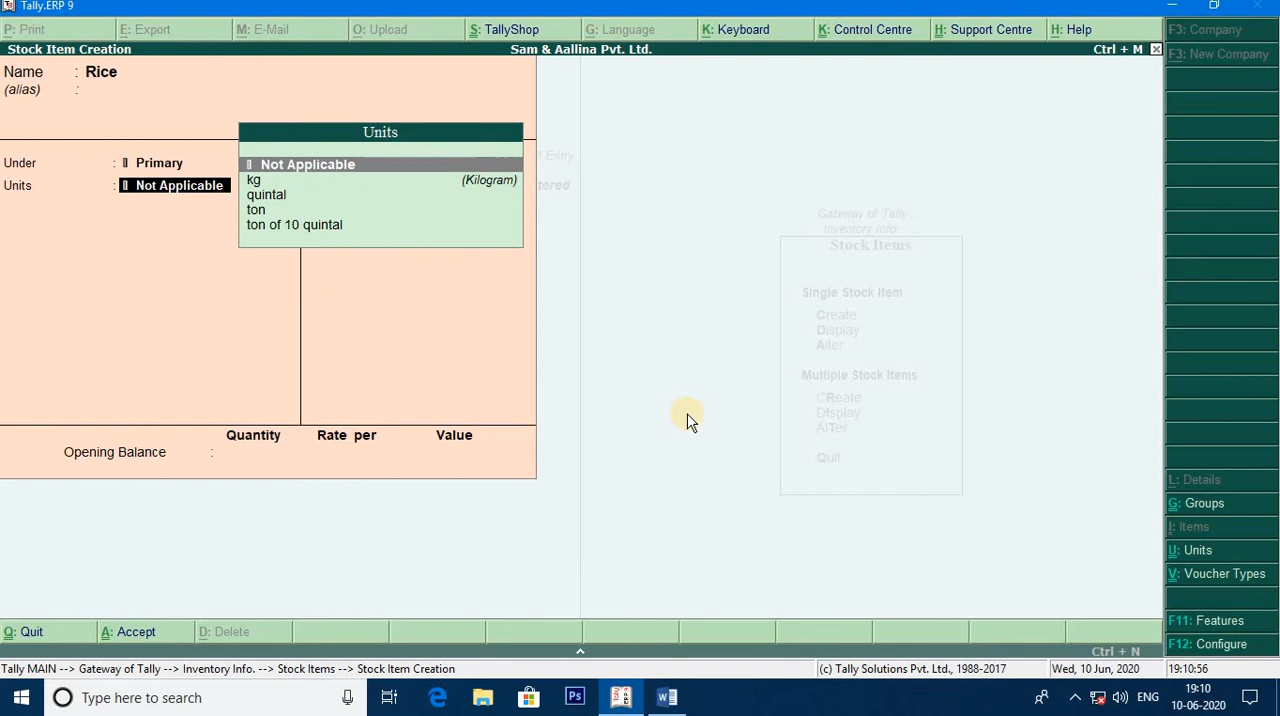 Tally.ERP 9
P: Print E: Export M: E-Mail O: Upload S: TallyShop G: Language K: Keyboard K: Control Centre H: Support Centre H: Help F3: Company
Stock Item Creation Sam & Aallina Pvt. Ltd. Ctrl + M
F3: New Company
Name : Rice
(alias) :
Units
Under : Primary
Not Applicable
Units : Not Applicable
kg (Kilogram)
quintal
ton
ton of 10 quintal
Entry
Gateway of Tally ...
Inventory Info. ...
Stock Items
Single Stock Item
Create
Display
Alter
Multiple Stock Items
CReate
DIsplay
AlTer
Quit
Quantity Rate per Value
Opening Balance :
L: Details
G: Groups
I: Items
U: Units
V: Voucher Types
F11: Features
F12: Configure
Q: Quit A: Accept D: Delete
Ctrl + N
Tally MAIN --> Gateway of Tally --> Inventory Info. --> Stock Items --> Stock Item Creation (c) Tally Solutions Pvt. Ltd., 1988-2017 Wed, 10 Jun, 2020 19:10:56
Type here to search Ps ENG 19:10
10-06-2020